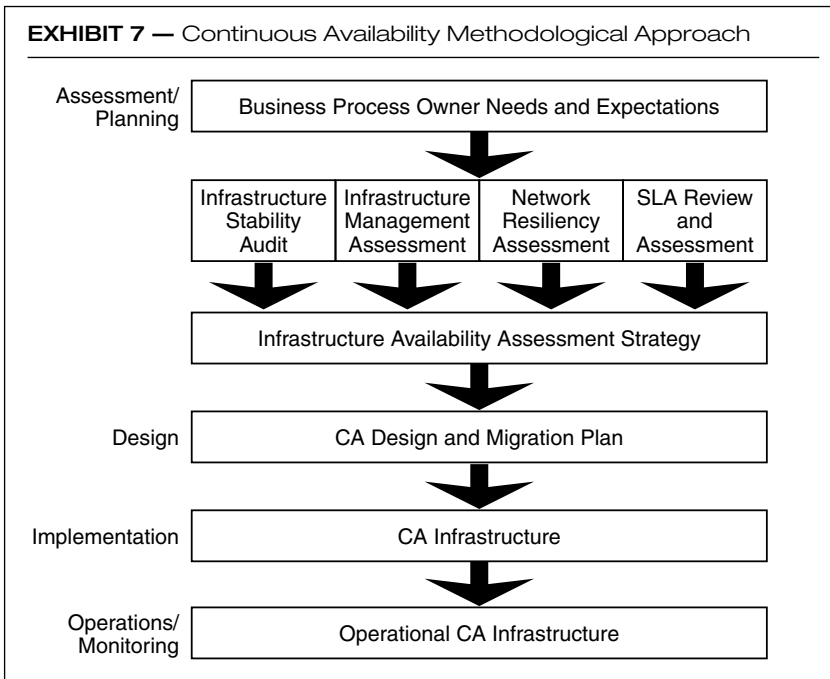 EXHIBIT 7 — Continuous Availability Methodological Approach
Assessment/
Planning
Business Process Owner Needs and Expectations
Infrastructure
Stability
Audit
Infrastructure
Management
Assessment
Network
Resiliency
Assessment
SLA Review
and
Assessment
Infrastructure Availability Assessment Strategy
Design
CA Design and Migration Plan
Implementation
CA Infrastructure
Operations/
Monitoring
Operational CA Infrastructure